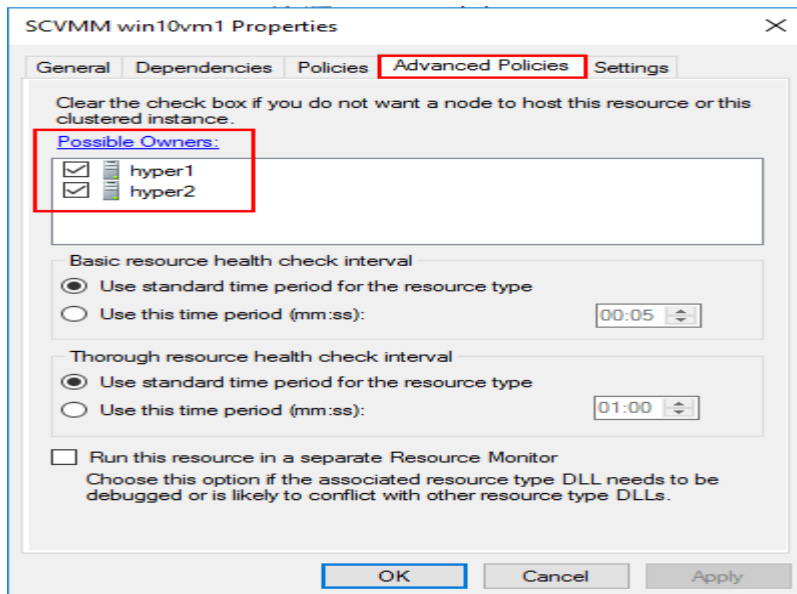 SCVMM win10vm1 Properties
General Dependencies Policies Advanced Policies Settings
Clear the check box if you do not want a node to host this resource or this
clustered instance.
Possible Owners:
hyper1
hyper2
Basic resource health check interval
Use standard time period for the resource type
Use this time period (mm:ss): 00:05
Thorough resource health check interval
Use standard time period for the resource type
Use this time period (mm:ss): 01:00
Run this resource in a separate Resource Monitor
Choose this option if the associated resource type DLL needs to be
debugged or is likely to conflict with other resource type DLLs.
OK Cancel Apply